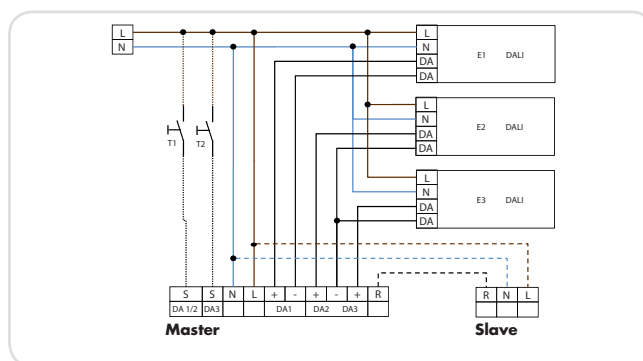 L
N
L
N
DA
DA
E1 DALI
L
N
DA
DA
E2 DALI
L
N
DA
DA
E3 DALI
T1 T2
S S N L + - + - + R
DA 1/2 DA3 DA1 DA2 DA3
Master
R N L
Slave